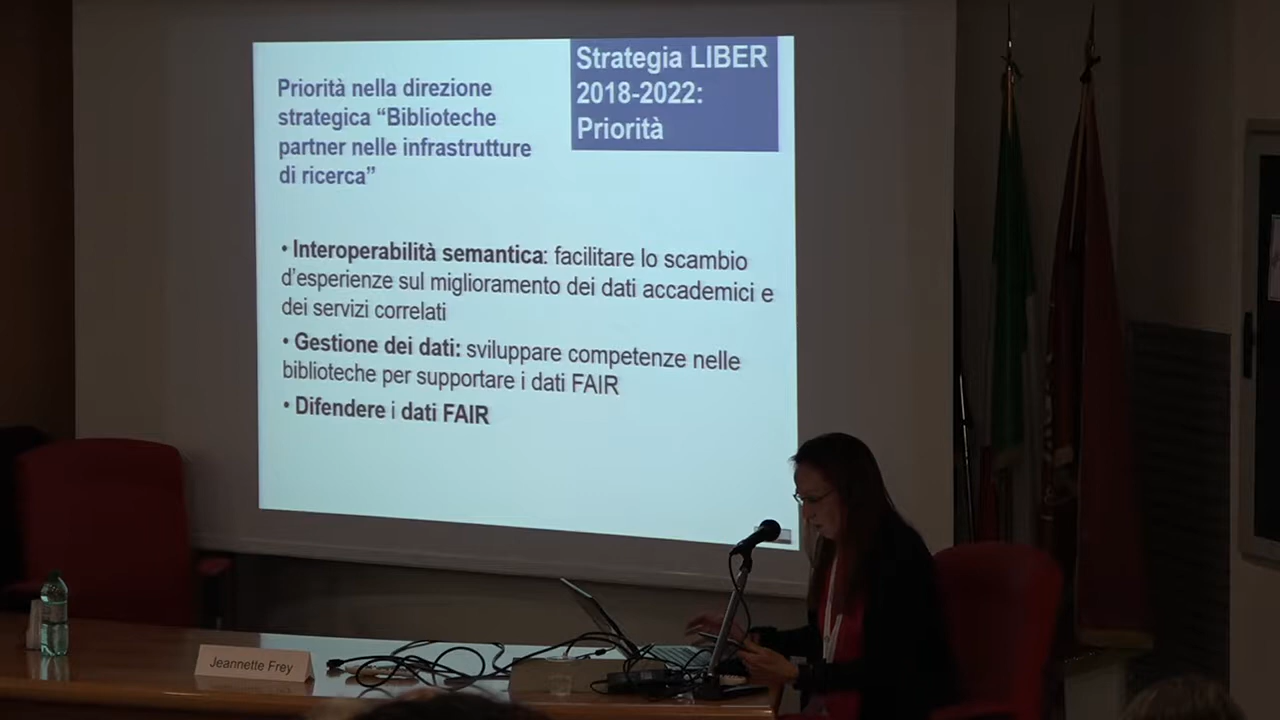 Strategia LIBER
2018-2022:
Priorità
Priorità nella direzione
strategica “Biblioteche
partner nelle infrastrutture
di ricerca”
• Interoperabilità semantica: facilitare lo scambio
d’esperienze sul miglioramento dei dati accademici e
dei servizi correlati
• Gestione dei dati: sviluppare competenze nelle
biblioteche per supportare i dati FAIR
• Difendere i dati FAIR
Jeannette Frey